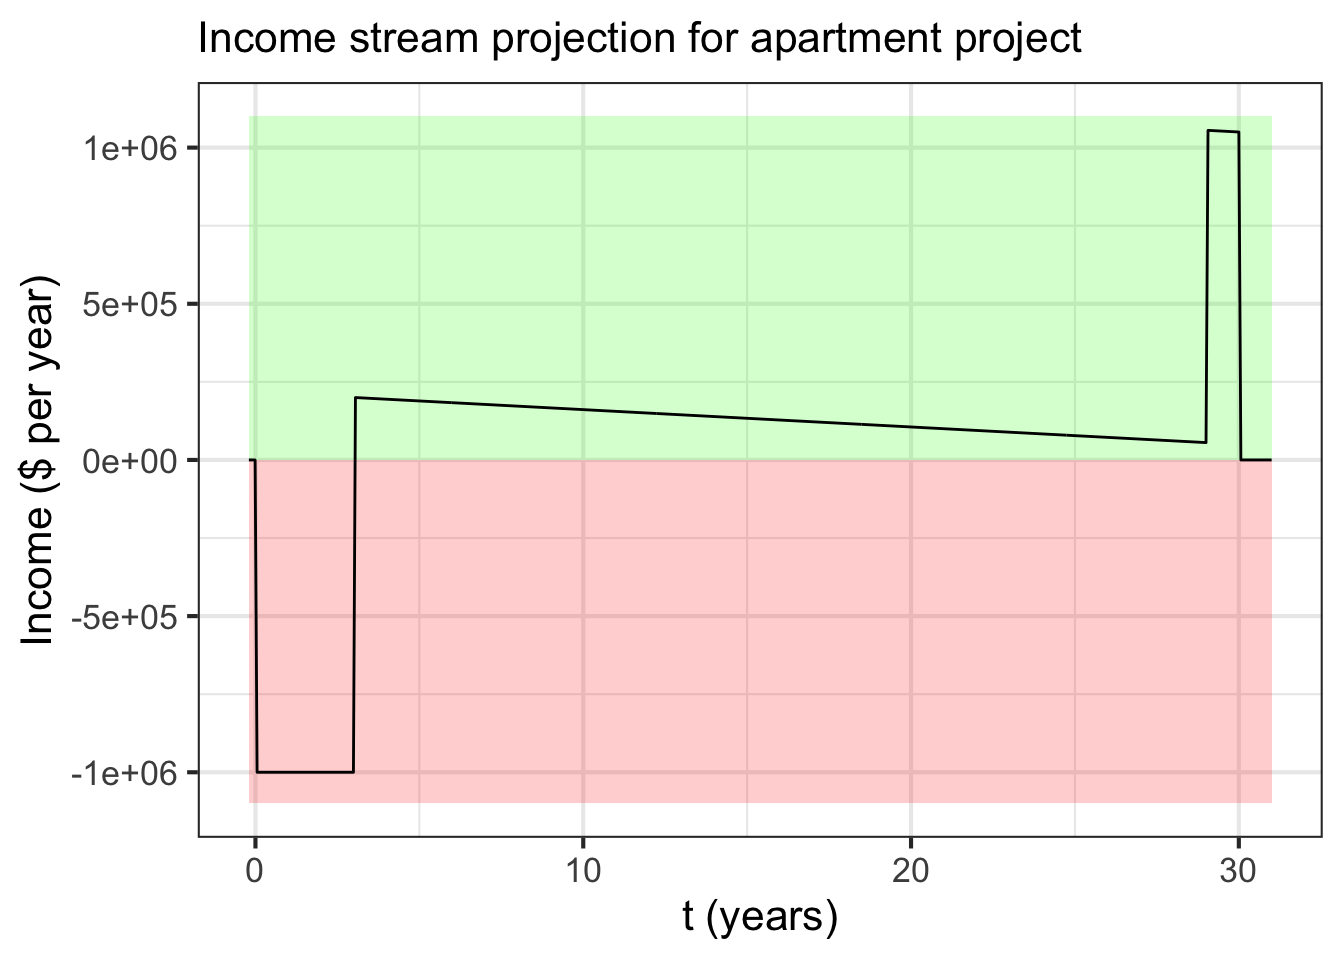 Income stream projection for apartment project
Income ($ per year)
1e+06
5e+05
0e+00
-5e+05
-1e+06
0 10 20 30
t (years)